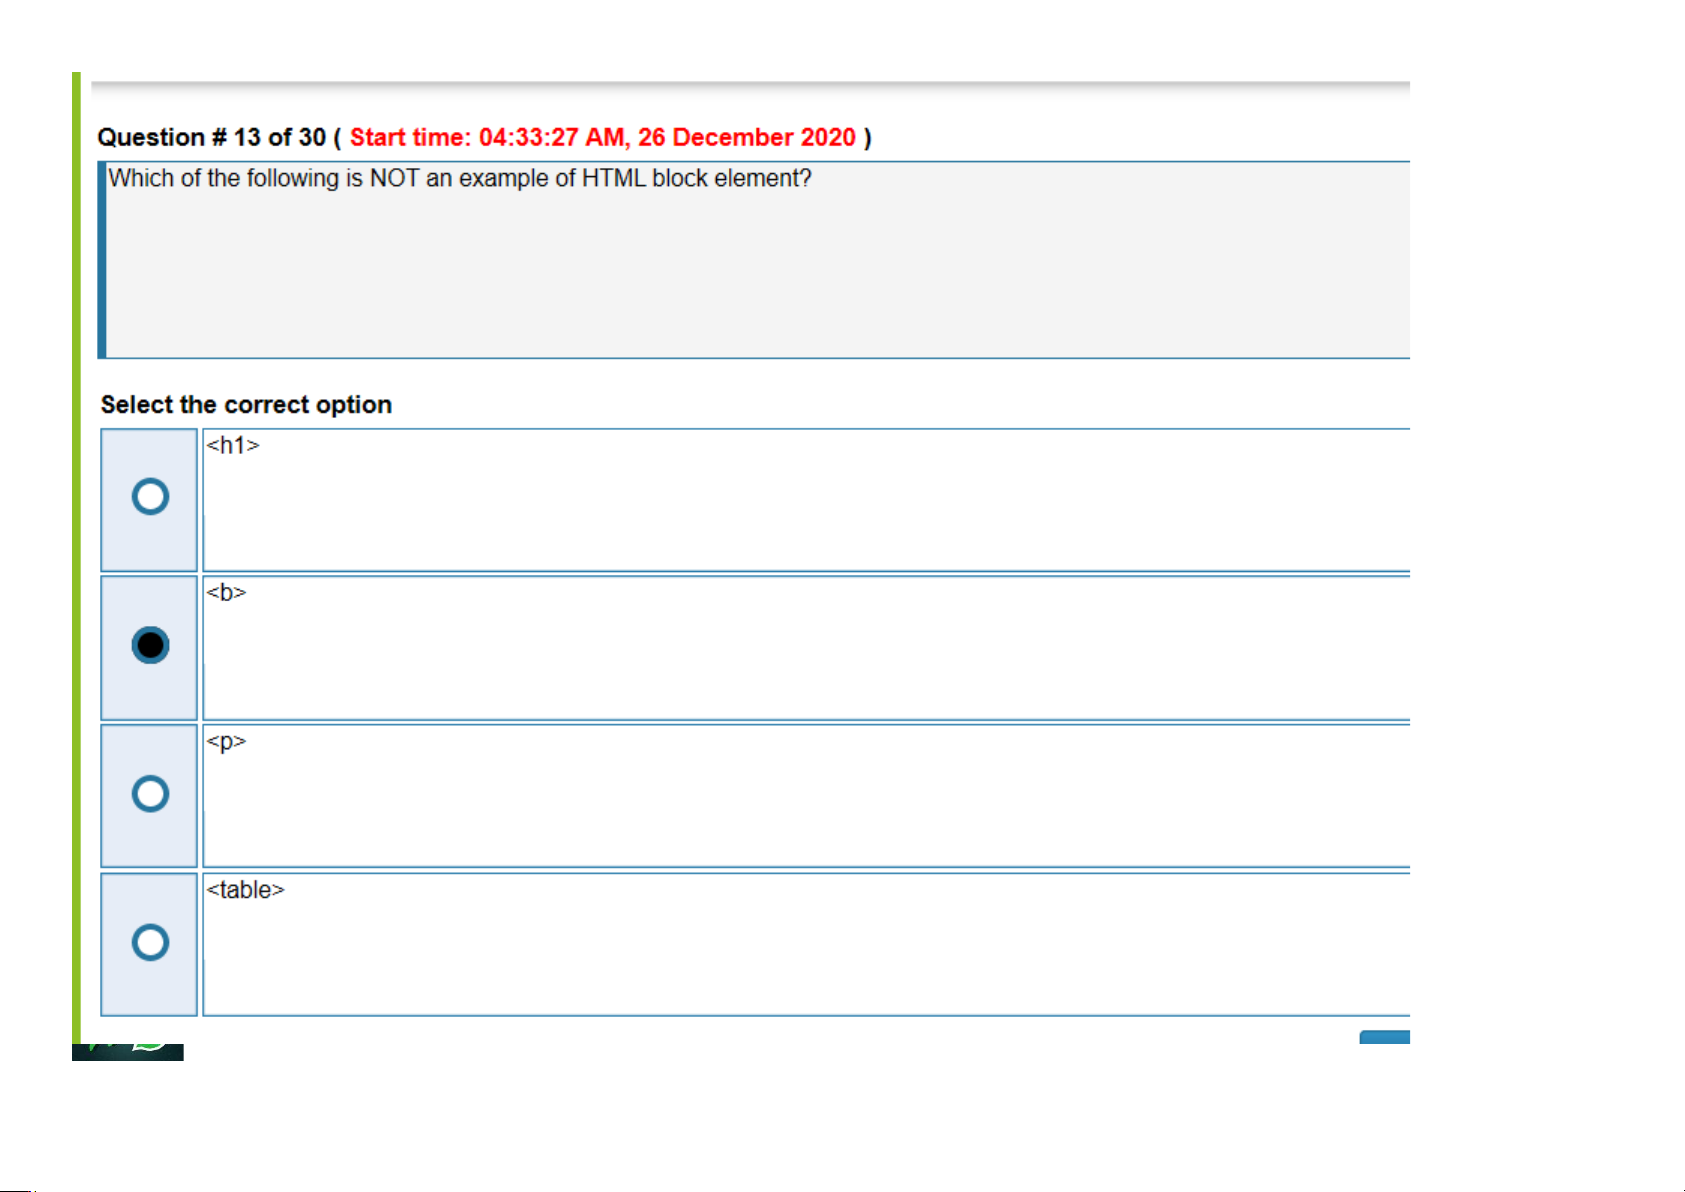 Question # 13 of 30 ( Start time: 04:33:27 AM, 26 December 2020 )
Which of the following is NOT an example of HTML block element?
Select the correct option
<h1>
<b>
<p>
<table>